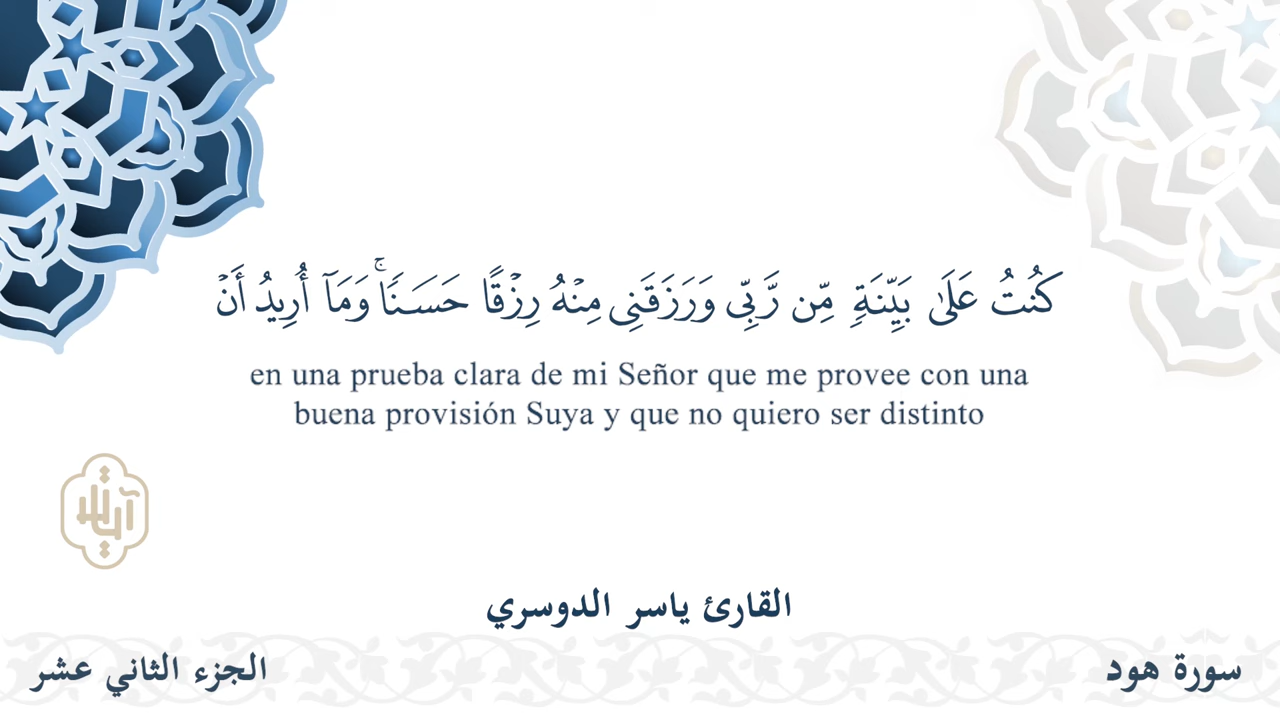 كُنتُ عَلَىٰ بَيِّنَةٍ مِّن رَّبِّى وَرَزَقَنِى مِنْهُ رِزْقًا حَسَنًا ۚ وَمَآ أُرِيدُ أَنْ
en una prueba clara de mi Señor que me provee con una
buena provisión Suya y que no quiero ser distinto
القارئ ياسر الدوسري
سورة هود
الجزء الثاني عشر